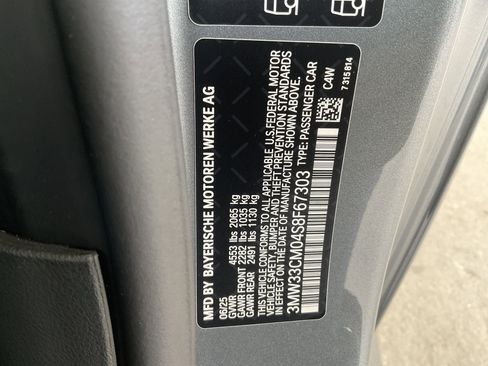 MFD BY BAYERISCHE MOTOREN WERKE AG
06/25
GVWR 4553 lbs 2065 kg
GAWR FRONT 2282 lbs 1035 kg
GAWR REAR 2491 lbs 1130 kg
THIS VEHICLE CONFORMS TO ALL APPLICABLE U.S.FEDERAL MOTOR
VEHICLE SAFETY, BUMPER AND THEFT PREVENTION STANDARDS
IN EFFECT ON THE DATE OF MANUFACTURE SHOWN ABOVE.
3MW33CM04S8F67303 TYPE: PASSENGER CAR
C4W
7 315 814